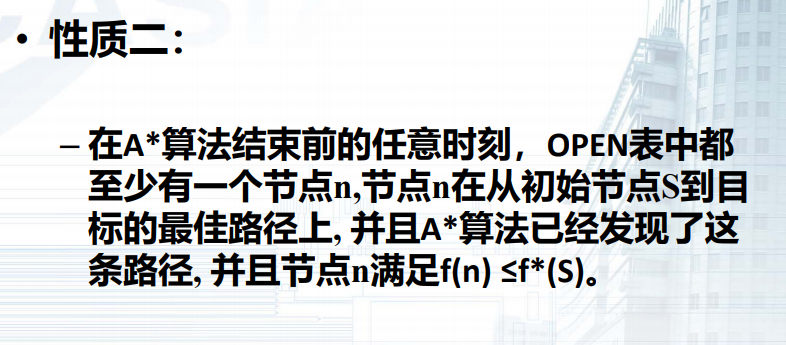 • 性质二：
– 在A*算法结束前的任意时刻，OPEN表中都
至少有一个节点n,节点n在从初始节点S到目
标的最佳路径上, 并且A*算法已经发现了这
条路径, 并且节点n满足f(n) ≤f*(S)。